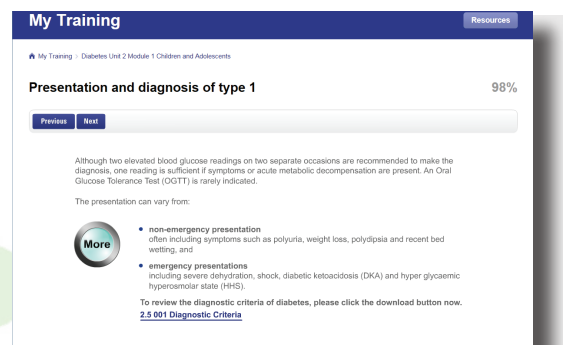 My Training
Resources
My Training > Diabetes Unit 2 Module 1 Children and Adolescents
Presentation and diagnosis of type 1
98%
Previous
Next
Although two elevated blood glucose readings on two separate occasions are recommended to make the
diagnosis, one reading is sufficient if symptoms or acute metabolic decompensation are present. An Oral
Glucose Tolerance Test (OGTT) is rarely indicated.
The presentation can vary from:
More
• non-emergency presentation
often including symptoms such as polyuria, weight loss, polydipsia and recent bed
wetting, and
• emergency presentations
including severe dehydration, shock, diabetic ketoacidosis (DKA) and hyper glycaemic
hyperosmolar state (HHS).
To review the diagnostic criteria of diabetes, please click the download button now.
2.5 001 Diagnostic Criteria